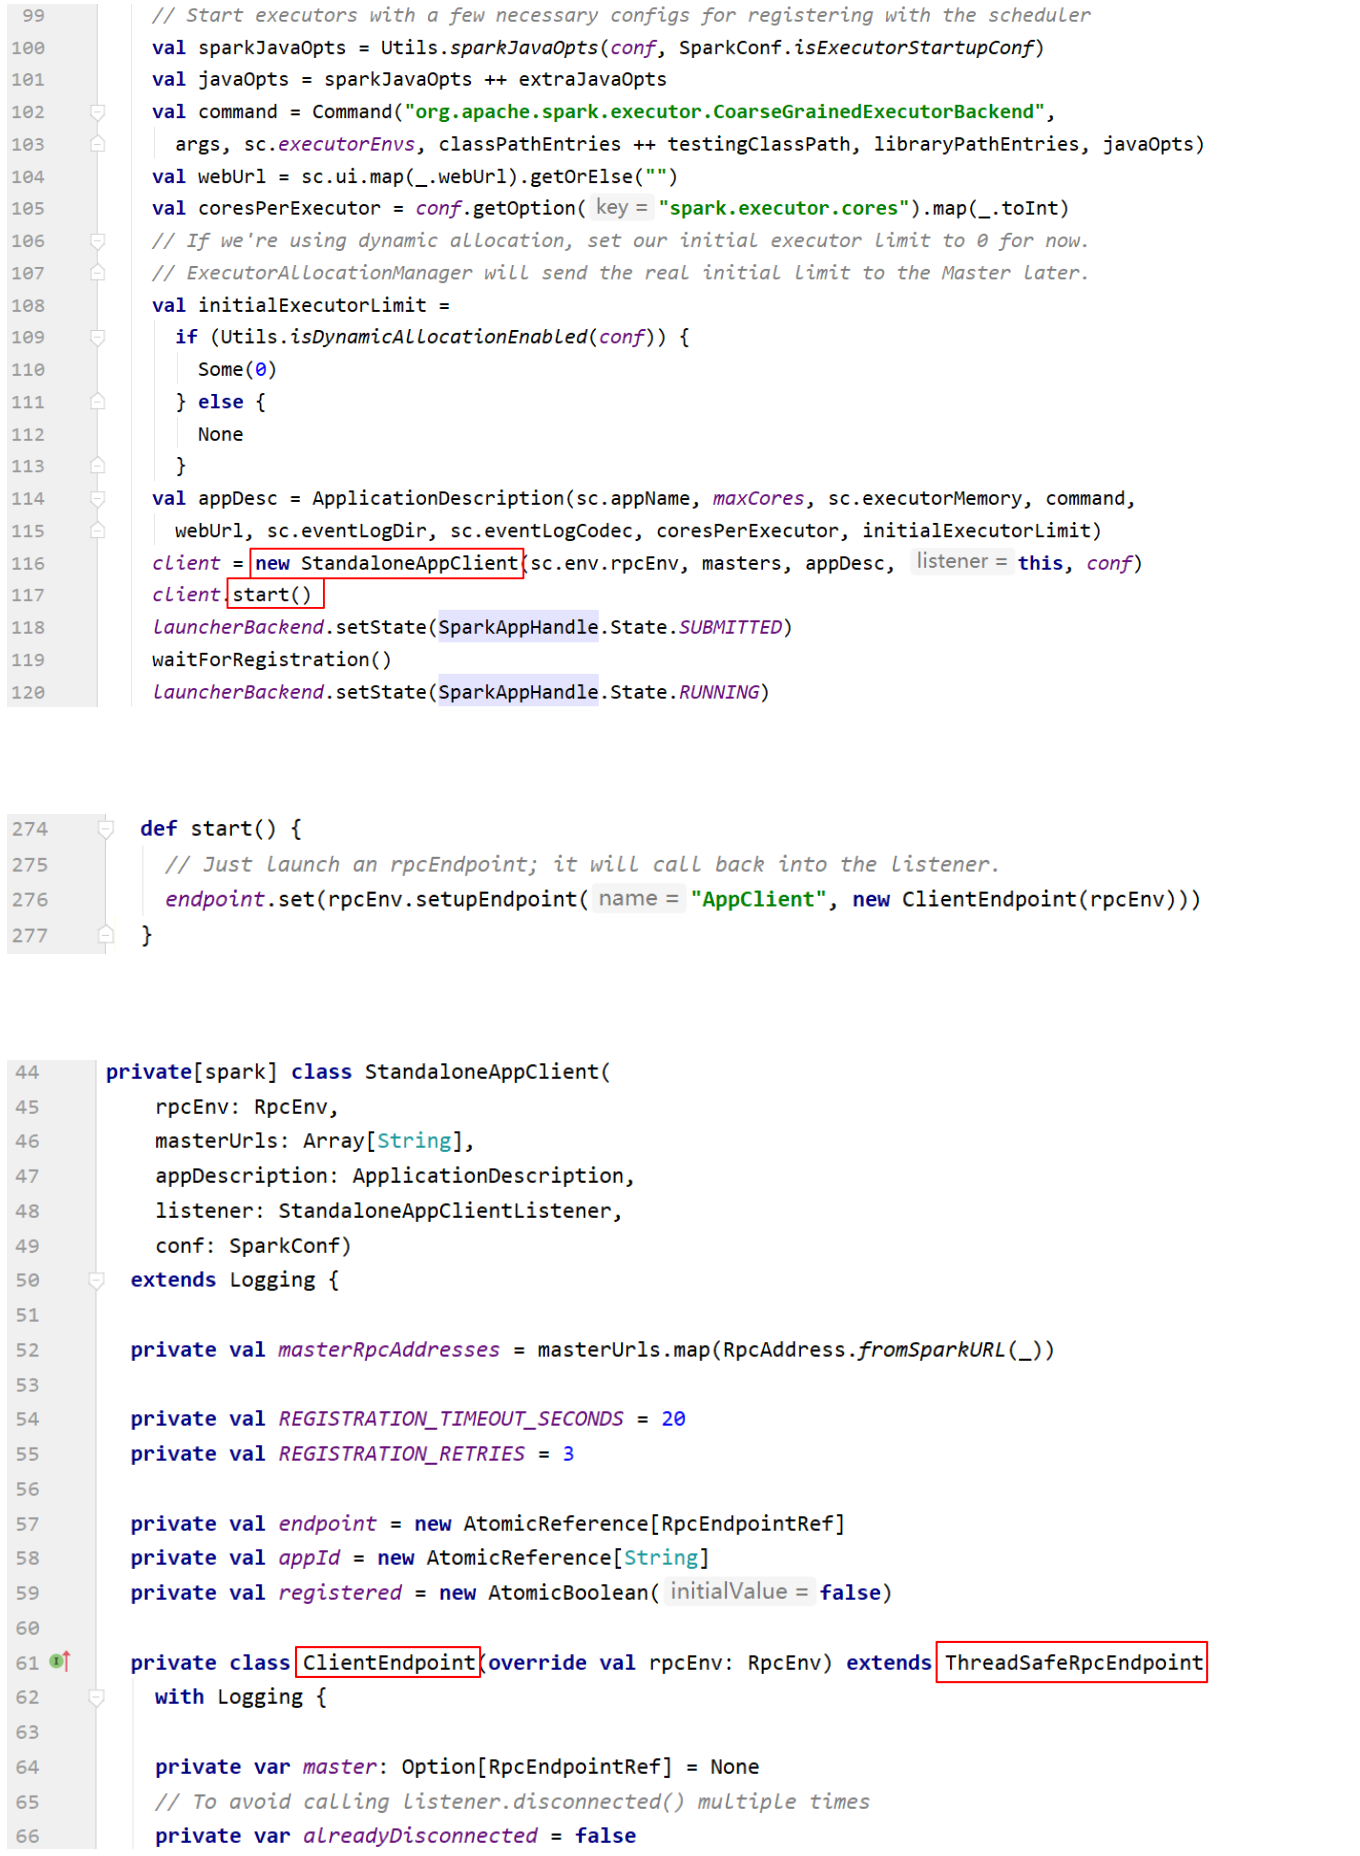 99 // Start executors with a few necessary configs for registering with the scheduler
100 val sparkJavaOpts = Utils.sparkJavaOpts(conf, SparkConf.isExecutorStartupConf)
101 val javaOpts = sparkJavaOpts ++ extraJavaOpts
102 val command = Command("org.apache.spark.executor.CoarseGrainedExecutorBackend",
103 args, sc.executorEnvs, classPathEntries ++ testingClassPath, libraryPathEntries, javaOpts)
104 val webUrl = sc.ui.map(_.webUrl).getOrElse("")
105 val coresPerExecutor = conf.getOption( key = "spark.executor.cores").map(_.toInt)
106 // If we're using dynamic allocation, set our initial executor limit to 0 for now.
107 // ExecutorAllocationManager will send the real initial limit to the Master later.
108 val initialExecutorLimit =
109 if (Utils.isDynamicAllocationEnabled(conf)) {
110 Some(0)
111 } else {
112 None
113 }
114 val appDesc = ApplicationDescription(sc.appName, maxCores, sc.executorMemory, command,
115 webUrl, sc.eventLogDir, sc.eventLogCodec, coresPerExecutor, initialExecutorLimit)
116 client = new StandaloneAppClient(sc.env.rpcEnv, masters, appDesc, listener = this, conf)
117 client.start()
118 launcherBackend.setState(SparkAppHandle.State.SUBMITTED)
119 waitForRegistration()
120 launcherBackend.setState(SparkAppHandle.State.RUNNING)
274 def start() {
275 // Just launch an rpcEndpoint; it will call back into the listener.
276 endpoint.set(rpcEnv.setupEndpoint( name = "AppClient", new ClientEndpoint(rpcEnv)))
277 }
44 private[spark] class StandaloneAppClient(
45 rpcEnv: RpcEnv,
46 masterUrls: Array[String],
47 appDescription: ApplicationDescription,
48 listener: StandaloneAppClientListener,
49 conf: SparkConf)
50 extends Logging {
51
52 private val masterRpcAddresses = masterUrls.map(RpcAddress.fromSparkURL(_))
53
54 private val REGISTRATION_TIMEOUT_SECONDS = 20
55 private val REGISTRATION_RETRIES = 3
56
57 private val endpoint = new AtomicReference[RpcEndpointRef]
58 private val appId = new AtomicReference[String]
59 private val registered = new AtomicBoolean( initialValue = false)
60
61 private class ClientEndpoint(override val rpcEnv: RpcEnv) extends ThreadSafeRpcEndpoint
62 with Logging {
63
64 private var master: Option[RpcEndpointRef] = None
65 // To avoid calling listener.disconnected() multiple times
66 private var alreadyDisconnected = false